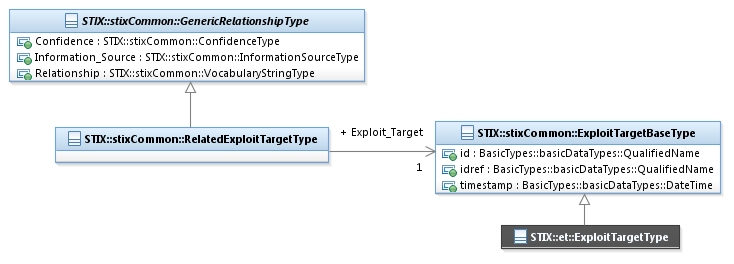 STIX::stixCommon::GenericRelationshipType
Confidence : STIX::stixCommon::ConfidenceType
Information_Source : STIX::stixCommon::InformationSourceType
Relationship : STIX::stixCommon::VocabularyStringType
STIX::stixCommon::RelatedExploitTargetType
+ Exploit_Target
1
STIX::stixCommon::ExploitTargetBaseType
id : BasicTypes::basicDataTypes::QualifiedName
idref : BasicTypes::basicDataTypes::QualifiedName
timestamp : BasicTypes::basicDataTypes::DateTime
STIX::et::ExploitTargetType